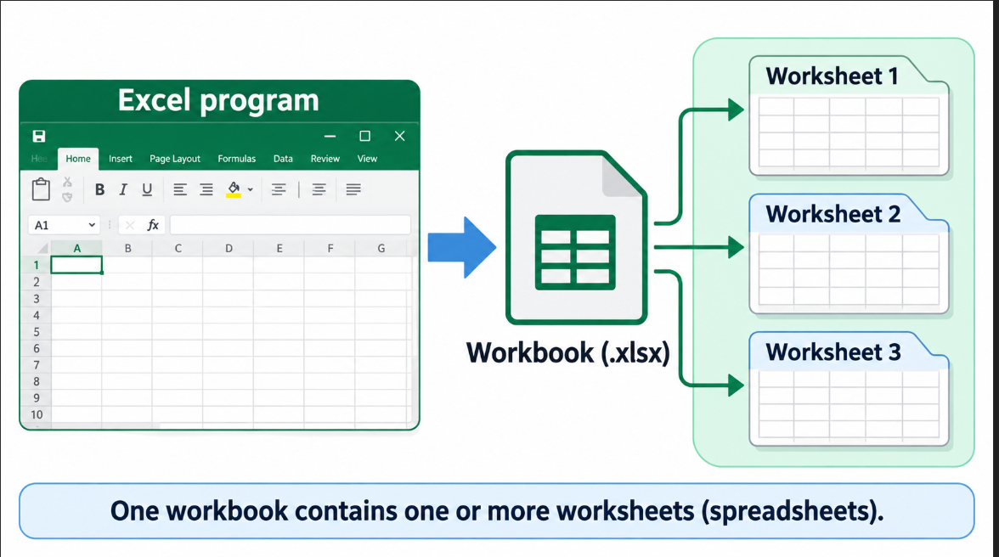 Excel program
Home Insert Page Layout Formulas Data Review View
B I U
A1 fx
A B C D E F G
1
2
3
4
5
6
7
8
9
10
Workbook (.xlsx)
Worksheet 1
Worksheet 2
Worksheet 3
One workbook contains one or more worksheets (spreadsheets).